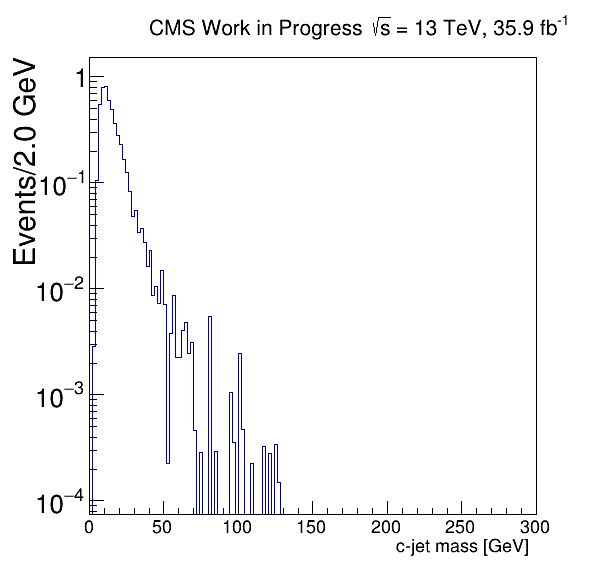 CMS Work in Progress √s = 13 TeV, 35.9 fb⁻¹
Events/2.0 GeV
1
10⁻¹
10⁻²
10⁻³
10⁻⁴
0 50 100 150 200 250 300
c-jet mass [GeV]